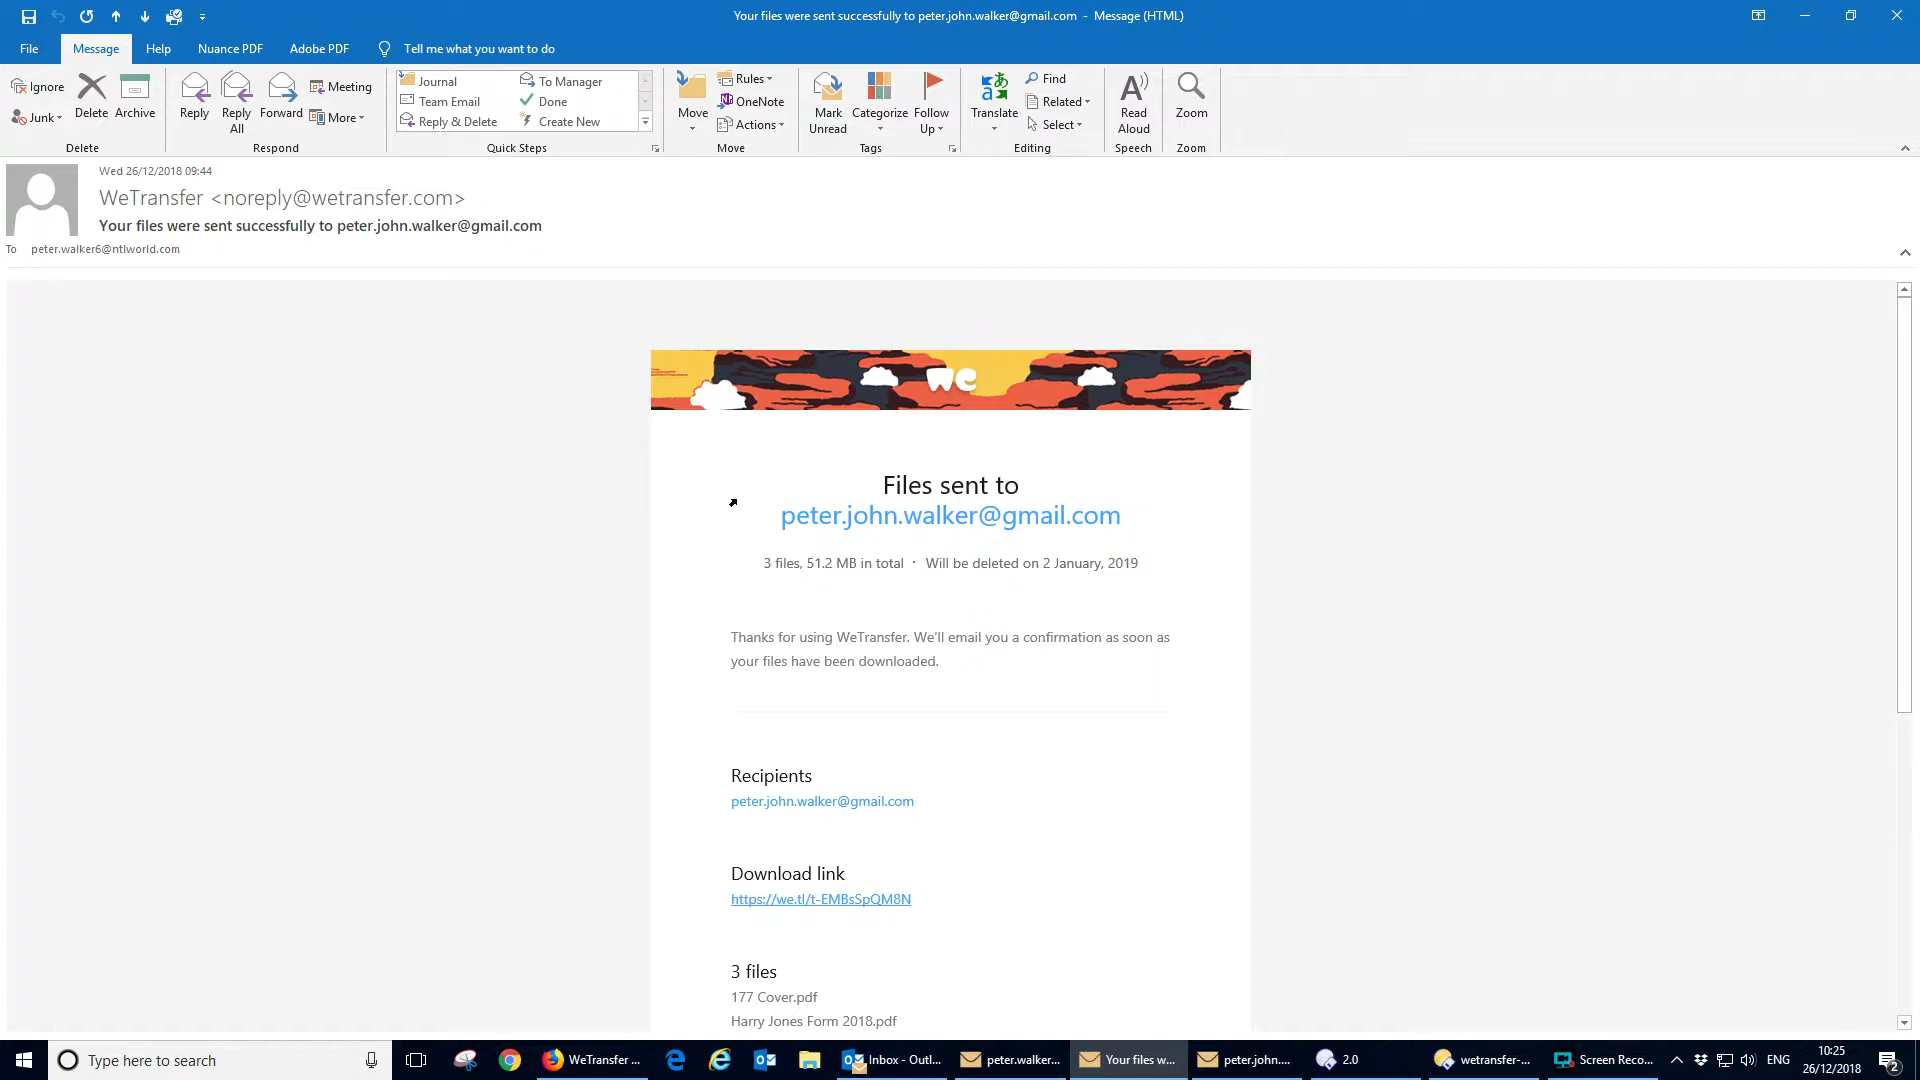 Your files were sent successfully to peter.john.walker@gmail.com - Message (HTML)
File Message Help Nuance PDF Adobe PDF Tell me what you want to do
Ignore
Junk
Delete
Archive
Delete
Reply
Reply All
Forward
Meeting
More
Respond
Journal
Team Email
Reply & Delete
To Manager
Done
Create New
Quick Steps
Move
Rules
OneNote
Actions
Move
Mark Unread
Categorize
Follow Up
Tags
Translate
Find
Related
Select
Editing
Read Aloud
Speech
Zoom
Zoom
Wed 26/12/2018 09:44
WeTransfer <noreply@wetransfer.com>
Your files were sent successfully to peter.john.walker@gmail.com
To peter.walker6@ntlworld.com
we
Files sent to
peter.john.walker@gmail.com
3 files, 51.2 MB in total · Will be deleted on 2 January, 2019
Thanks for using WeTransfer. We'll email you a confirmation as soon as
your files have been downloaded.
Recipients
peter.john.walker@gmail.com
Download link
https://we.tl/t-EMBsSpQM8N
3 files
177 Cover.pdf
Harry Jones Form 2018.pdf
Type here to search
WeTransfer ...
Inbox - Outl...
peter.walker...
Your files w...
peter.john....
2.0
wetransfer-...
Screen Reco...
ENG
10:25
26/12/2018
2